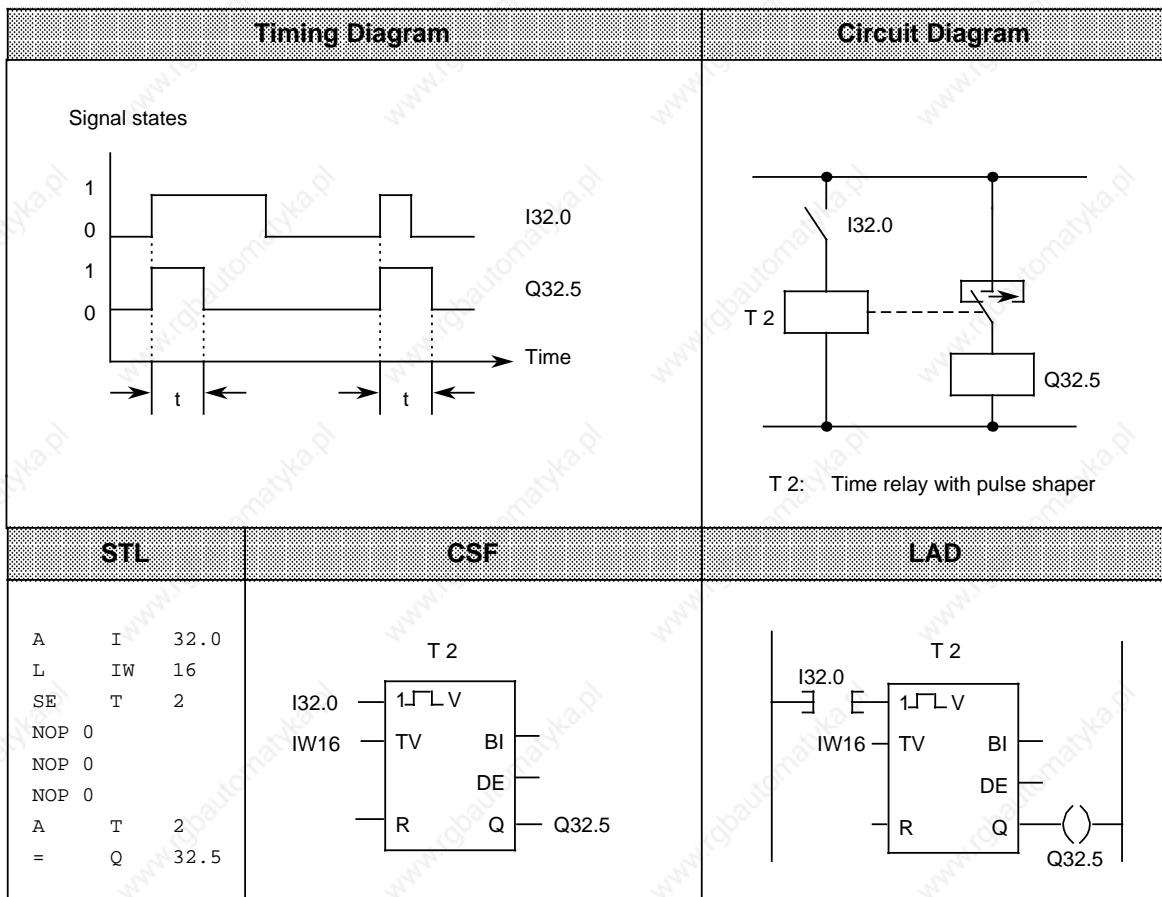 Timing Diagram
Circuit Diagram
Signal states
1
0
I32.0
1
0
Q32.5
Time
t
t
I32.0
T 2
Q32.5
T 2: Time relay with pulse shaper
STL
CSF
LAD
A I 32.0
L IW 16
SE T 2
NOP 0
NOP 0
NOP 0
A T 2
= Q 32.5
T 2
I32.0
1 V
IW16
TV
BI
DE
R
Q
Q32.5
T 2
I32.0
1 V
IW16
TV
BI
DE
R
Q
Q32.5
www.rgbautomatyka.pl